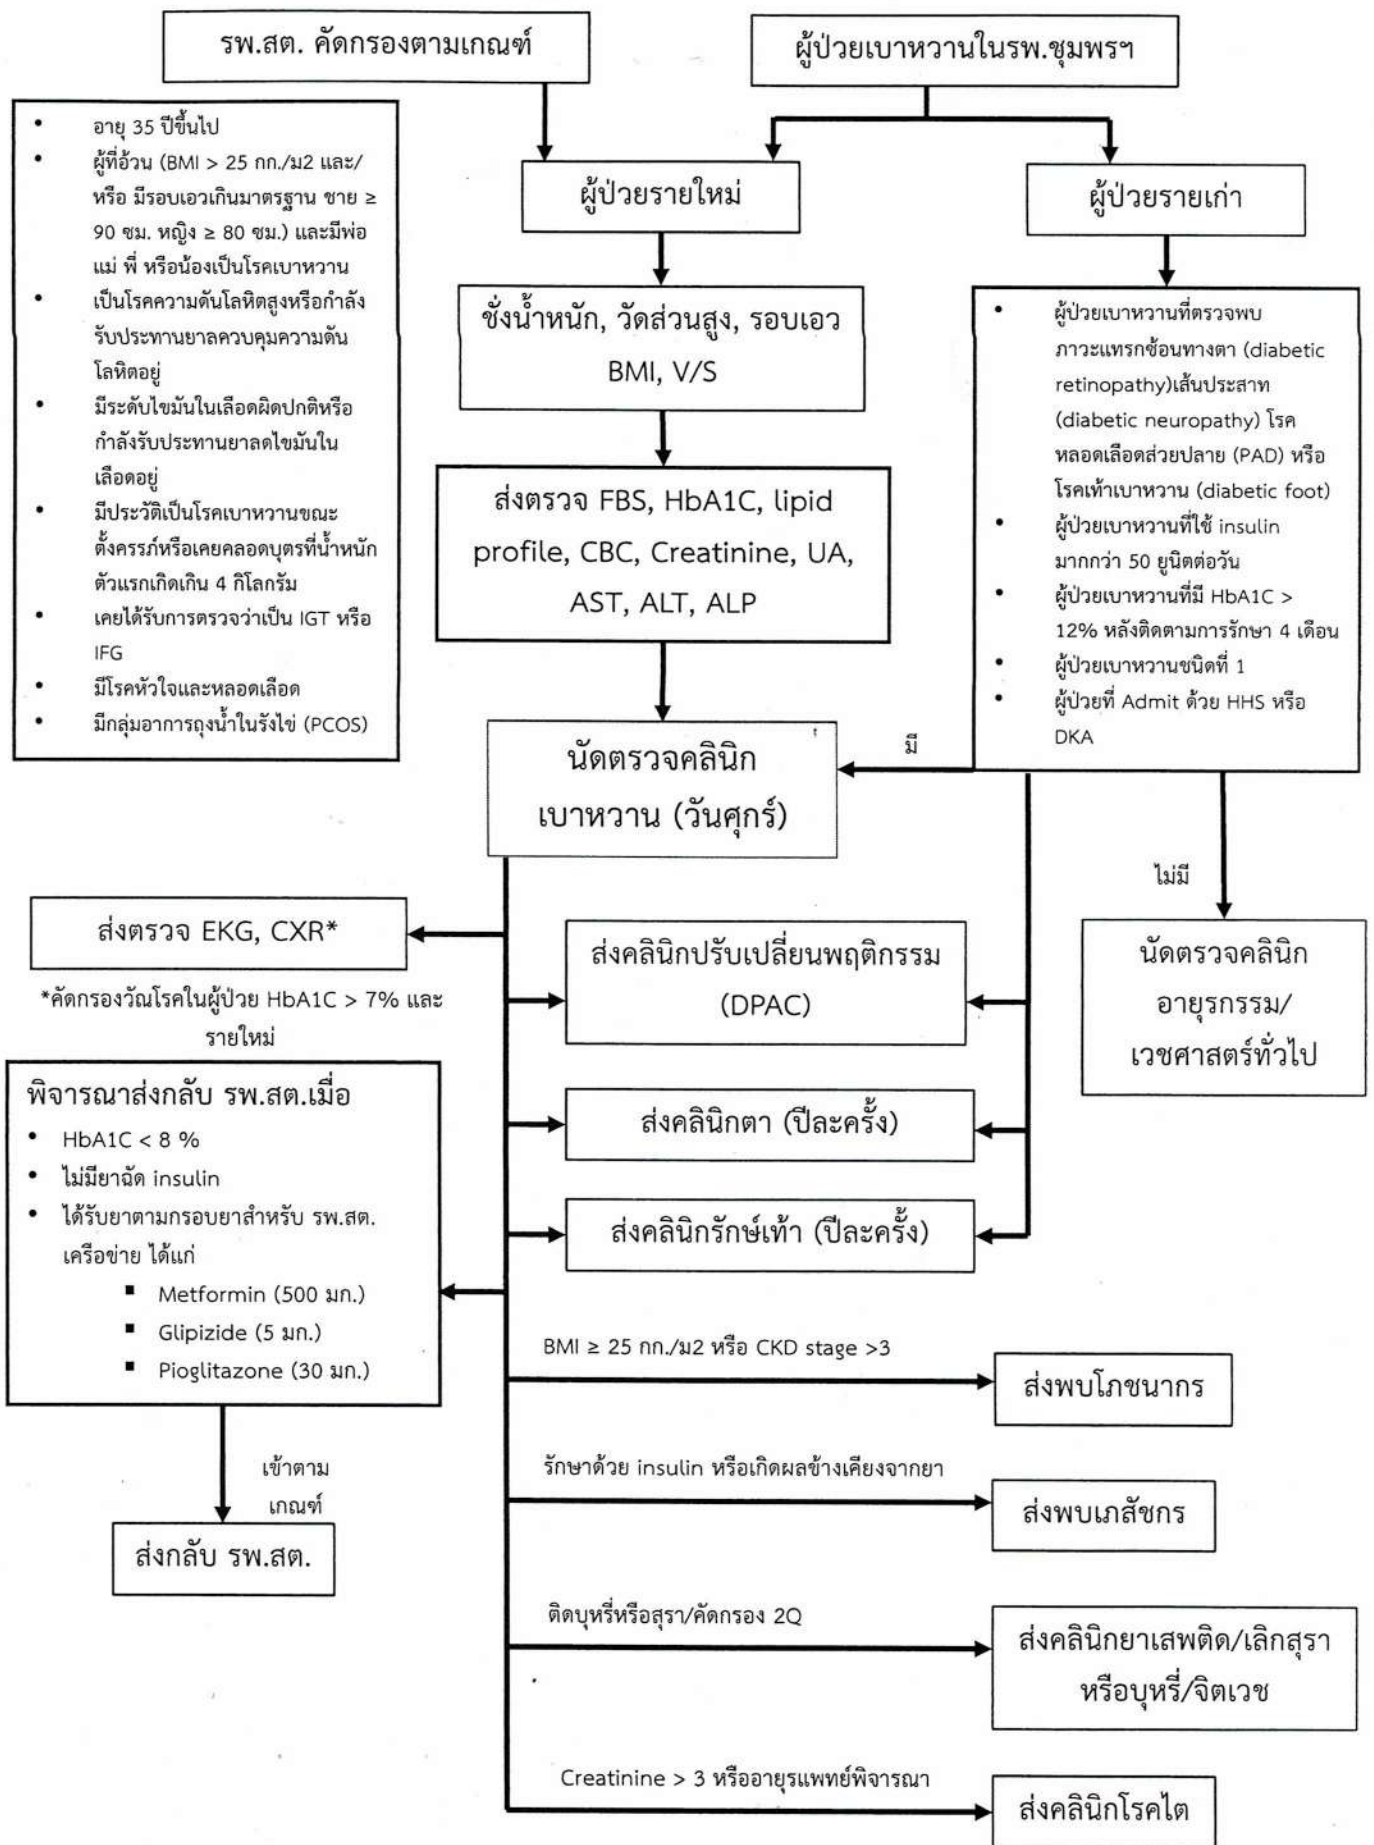 รพ.สต. คัดกรองตามเกณฑ์
ผู้ป่วยเบาหวานในรพ.ชุมพรฯ
• อายุ 35 ปีขึ้นไป
• ผู้ที่อ้วน (BMI > 25 กก./ม2 และ/
หรือ มีรอบเอวเกินมาตรฐาน ชาย ≥
90 ซม. หญิง ≥ 80 ซม.) และมีพ่อ
แม่ พี่ หรือน้องเป็นโรคเบาหวาน
• เป็นโรคความดันโลหิตสูงหรือกำลัง
รับประทานยาลควบคุมความดัน
โลหิตอยู่
• มีระดับไขมันในเลือดผิดปกติหรือ
กำลังรับประทานยาลดไขมันใน
เลือดอยู่
• มีประวัติเป็นโรคเบาหวานขณะ
ตั้งครรภ์หรือเคยคลอดบุตรที่น้ำหนัก
ตัวแรกเกิดเกิน 4 กิโลกรัม
• เคยได้รับการตรวจว่าเป็น IGT หรือ
IFG
• มีโรคหัวใจและหลอดเลือด
• มีกลุ่มอาการถุงน้ำในรังไข่ (PCOS)
ผู้ป่วยรายใหม่
ผู้ป่วยรายเก่า
ชั่งน้ำหนัก, วัดส่วนสูง, รอบเอว
BMI, V/S
ส่งตรวจ FBS, HbA1C, lipid
profile, CBC, Creatinine, UA,
AST, ALT, ALP
• ผู้ป่วยเบาหวานที่ตรวจพบ
ภาวะแทรกซ้อนทางตา (diabetic
retinopathy)เส้นประสาท
(diabetic neuropathy) โรค
หลอดเลือดส่วยปลาย (PAD) หรือ
โรคเท้าเบาหวาน (diabetic foot)
• ผู้ป่วยเบาหวานที่ใช้ insulin
มากกว่า 50 ยูนิตต่อวัน
• ผู้ป่วยเบาหวานที่มี HbA1C >
12% หลังติดตามการรักษา 4 เดือน
• ผู้ป่วยเบาหวานชนิดที่ 1
• ผู้ป่วยที่ Admit ด้วย HHS หรือ
DKA
มี
นัดตรวจคลินิก
เบาหวาน (วันศุกร์)
ไม่มี
นัดตรวจคลินิก
อายุรกรรม/
เวชศาสตร์ทั่วไป
ส่งตรวจ EKG, CXR*
*คัดกรองวัณโรคในผู้ป่วย HbA1C > 7% และ
รายใหม่
ส่งคลินิกปรับเปลี่ยนพฤติกรรม
(DPAC)
ส่งคลินิกตา (ปีละครั้ง)
ส่งคลินิกรักษ์เท้า (ปีละครั้ง)
พิจารณาส่งกลับ รพ.สต.เมื่อ
• HbA1C < 8 %
• ไม่มียาฉีด insulin
• ได้รับยาตามกรอบยาสำหรับ รพ.สต.
เครือข่าย ได้แก่
▪ Metformin (500 มก.)
▪ Glipizide (5 มก.)
▪ Pioglitazone (30 มก.)
เข้าตาม
เกณฑ์
ส่งกลับ รพ.สต.
BMI ≥ 25 กก./ม2 หรือ CKD stage >3
ส่งพบโภชนากร
รักษาด้วย insulin หรือเกิดผลข้างเคียงจากยา
ส่งพบเภสัชกร
ติดบุหรี่หรือสุรา/คัดกรอง 2Q
ส่งคลินิกยาเสพติด/เลิกสุรา
หรือบุหรี่/จิตเวช
Creatinine > 3 หรืออายุรแพทย์พิจารณา
ส่งคลินิกโรคไต